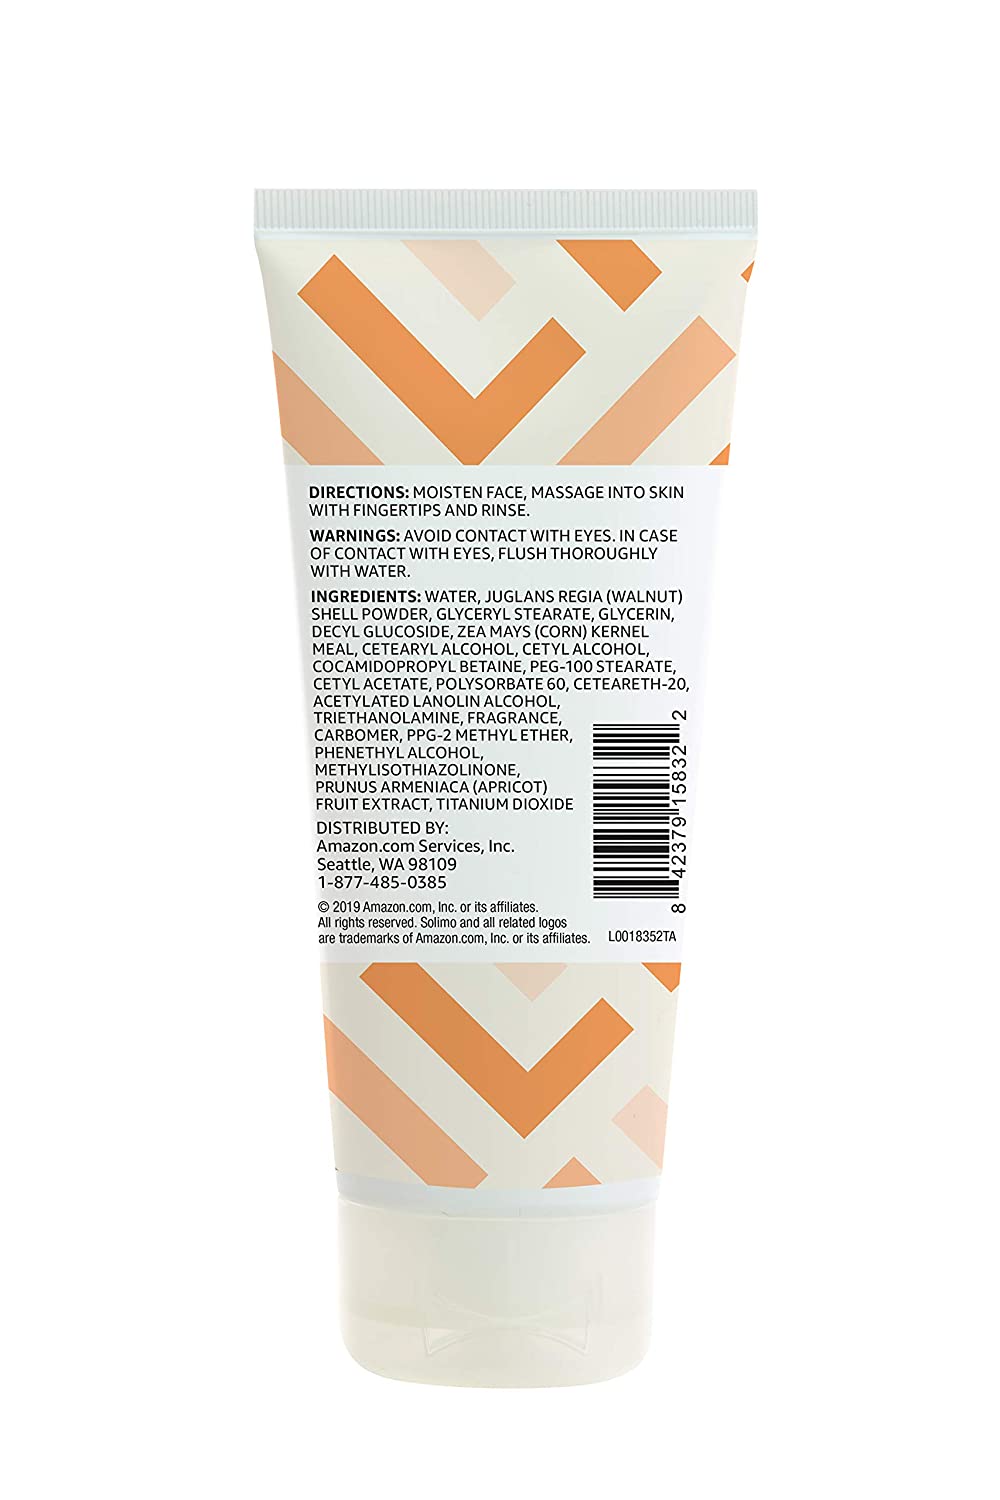 DIRECTIONS: MOISTEN FACE, MASSAGE INTO SKIN
WITH FINGERTIPS AND RINSE.
WARNINGS: AVOID CONTACT WITH EYES. IN CASE
OF CONTACT WITH EYES, FLUSH THOROUGHLY
WITH WATER.
INGREDIENTS: WATER, JUGLANS REGIA (WALNUT)
SHELL POWDER, GLYCERYL STEARATE, GLYCERIN,
DECYL GLUCOSIDE, ZEA MAYS (CORN) KERNEL
MEAL, CETEARYL ALCOHOL, CETYL ALCOHOL,
COCAMIDOPROPYL BETAINE, PEG-100 STEARATE,
CETYL ACETATE, POLYSORBATE 60, CETEARETH-20,
ACETYLATED LANOLIN ALCOHOL,
TRIETHANOLAMINE, FRAGRANCE,
CARBOMER, PPG-2 METHYL ETHER,
PHENETHYL ALCOHOL,
METHYLISOTHIAZOLINONE,
PRUNUS ARMENIACA (APRICOT)
FRUIT EXTRACT, TITANIUM DIOXIDE
DISTRIBUTED BY:
Amazon.com Services, Inc.
Seattle, WA 98109
1-877-485-0385
© 2019 Amazon.com, Inc. or its affiliates.
All rights reserved. Solimo and all related logos
are trademarks of Amazon.com, Inc. or its affiliates.
8 42379 15832 2
L0018352TA